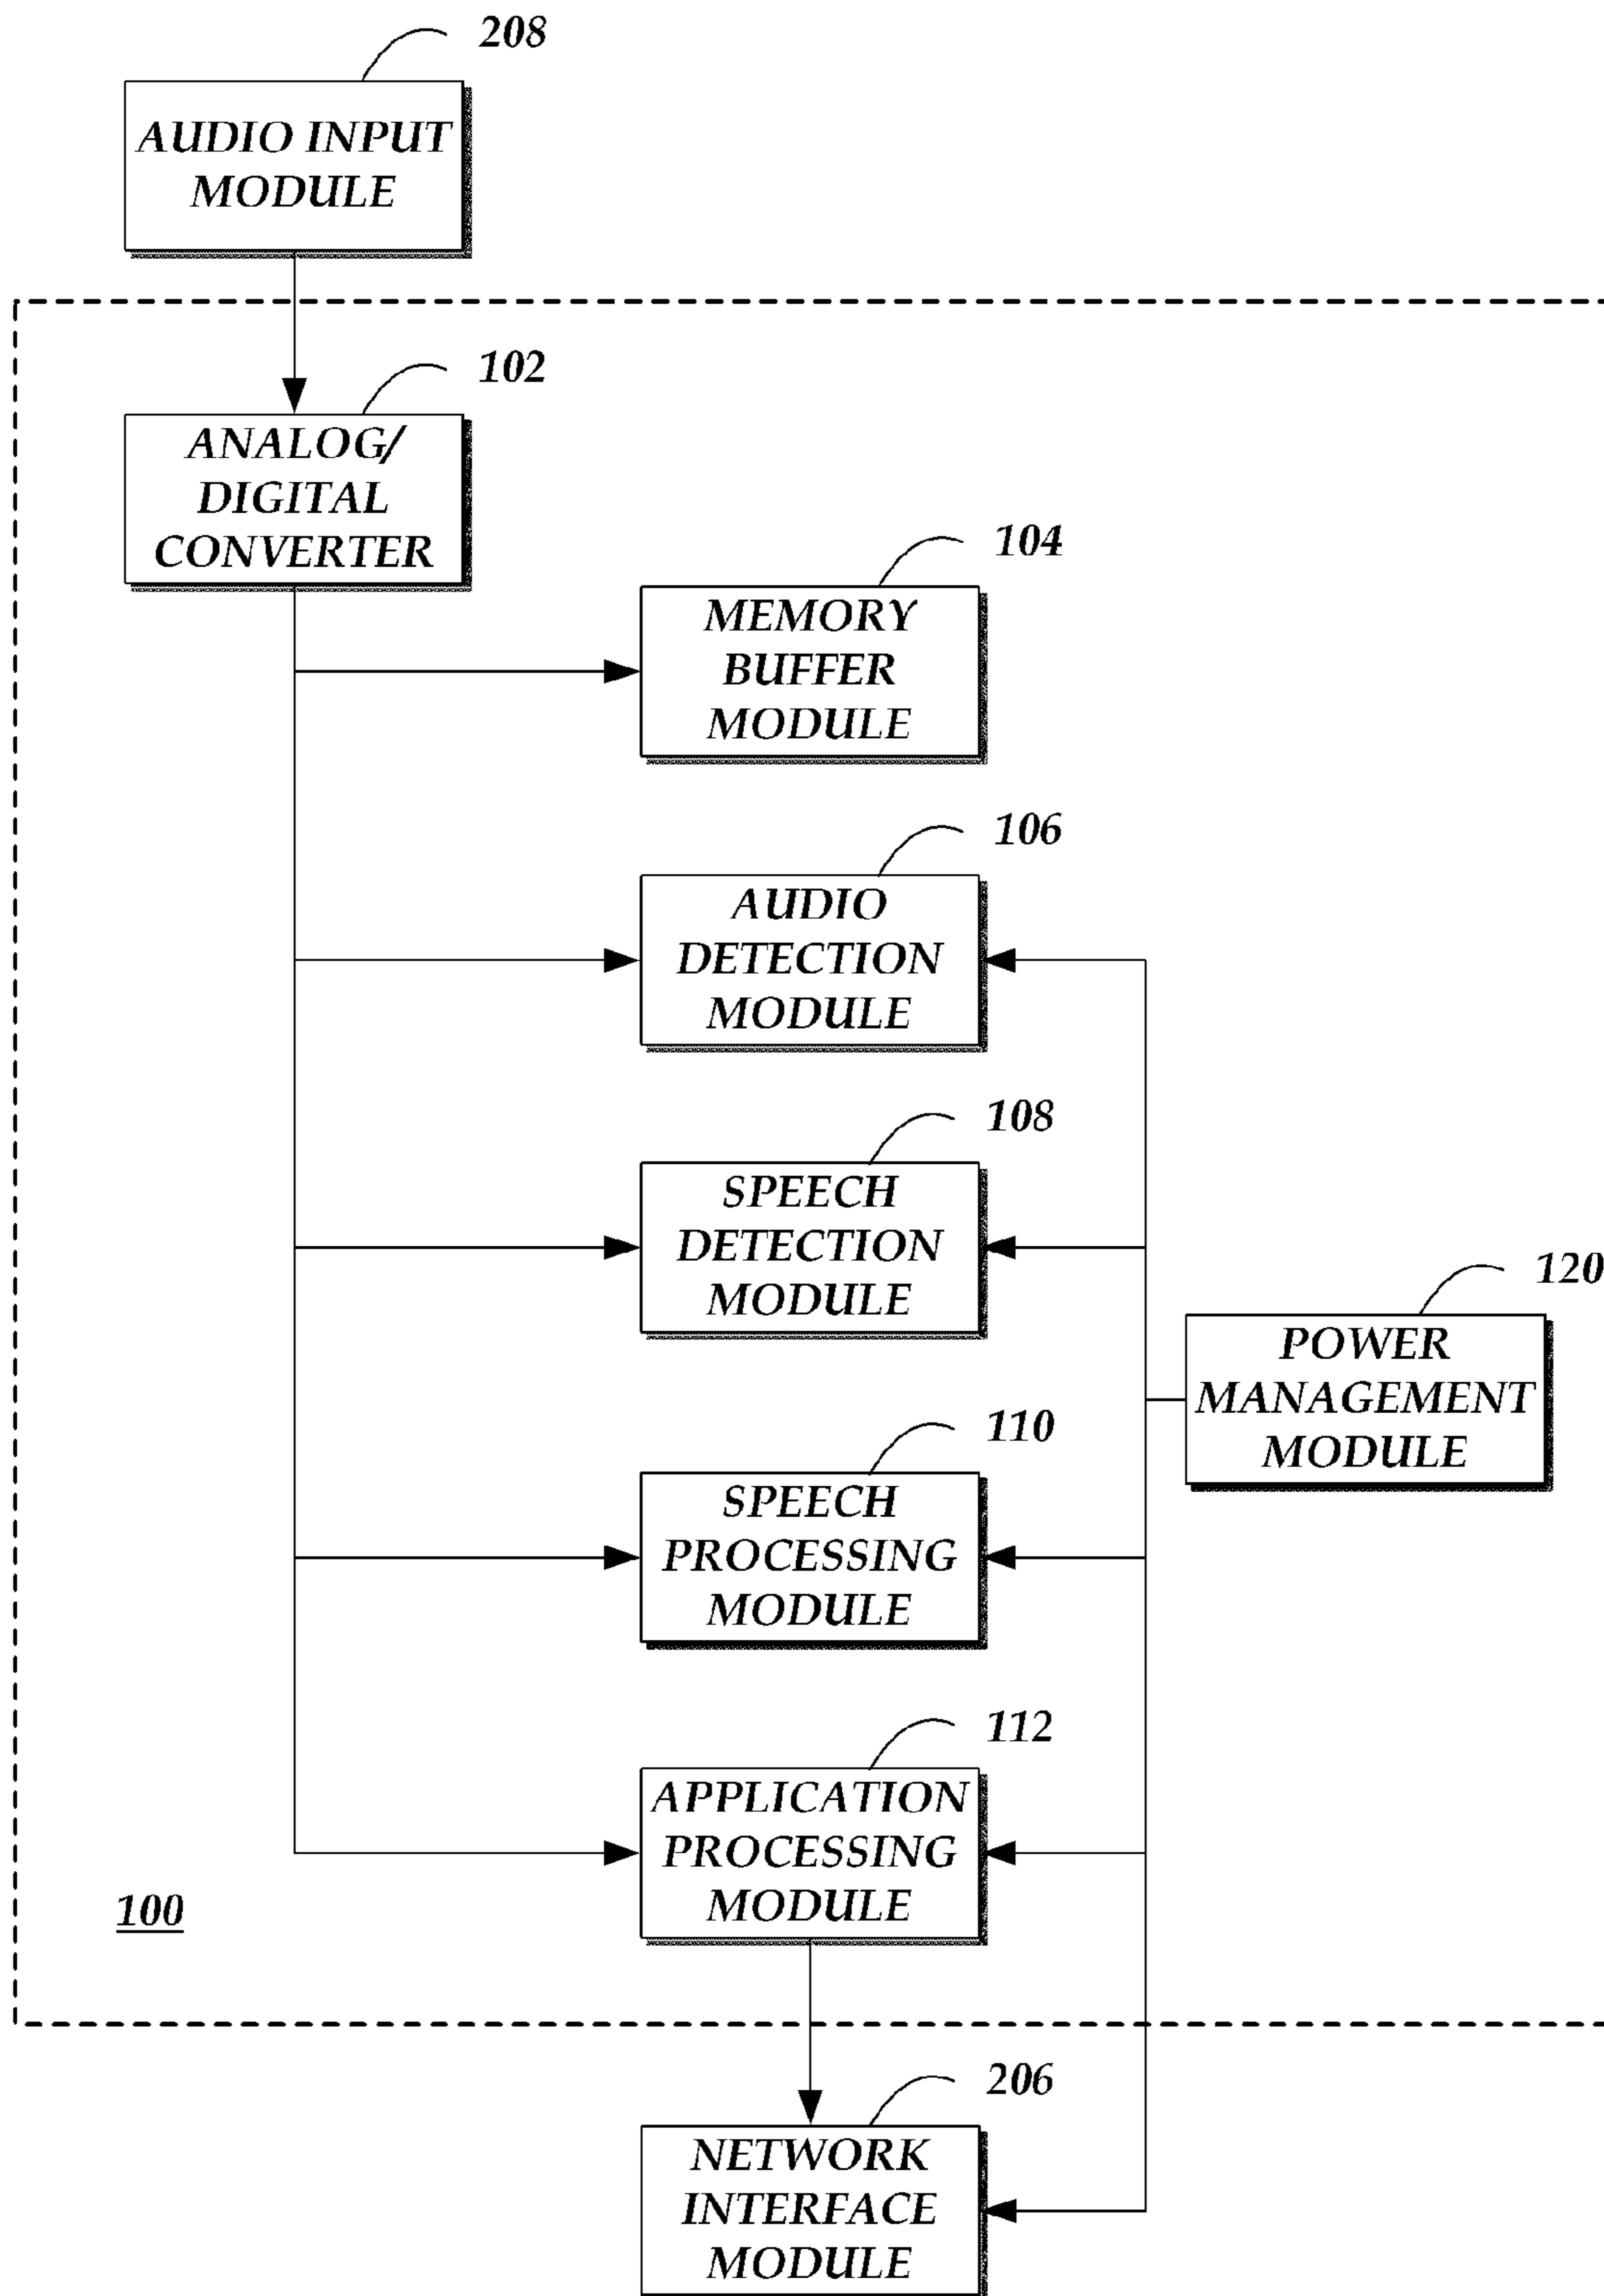 208
AUDIO INPUT
MODULE
102
ANALOG/
DIGITAL
CONVERTER
104
MEMORY
BUFFER
MODULE
106
AUDIO
DETECTION
MODULE
108
SPEECH
DETECTION
MODULE
120
POWER
MANAGEMENT
MODULE
110
SPEECH
PROCESSING
MODULE
112
APPLICATION
PROCESSING
MODULE
100
206
NETWORK
INTERFACE
MODULE